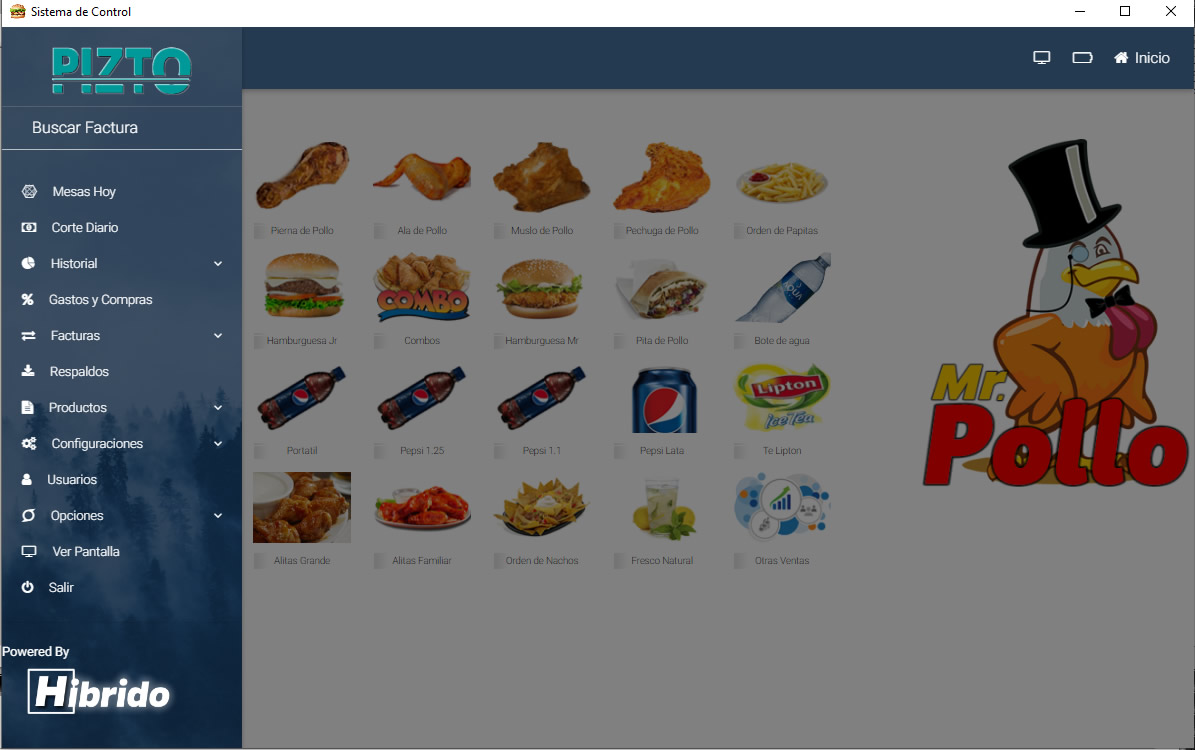 Sistema de Control
PIZTO
Inicio
Buscar Factura
Mesas Hoy
Corte Diario
Historial
Gastos y Compras
Facturas
Respaldos
Productos
Configuraciones
Usuarios
Opciones
Ver Pantalla
Salir
Powered By
Hibrido
Pierna de Pollo
Ala de Pollo
Muslo de Pollo
Pechuga de Pollo
Orden de Papitas
COMBO
AQUA
Hamburguesa Jr
Combos
Hamburguesa Mr
Pita de Pollo
Bote de agua
Lipton
Ice Tea
Portatil
Pepsi 1.25
Pepsi 1.1
Pepsi Lata
Te Lipton
Alitas Grande
Alitas Familiar
Orden de Nachos
Fresco Natural
Otras Ventas
Mr.
Pollo